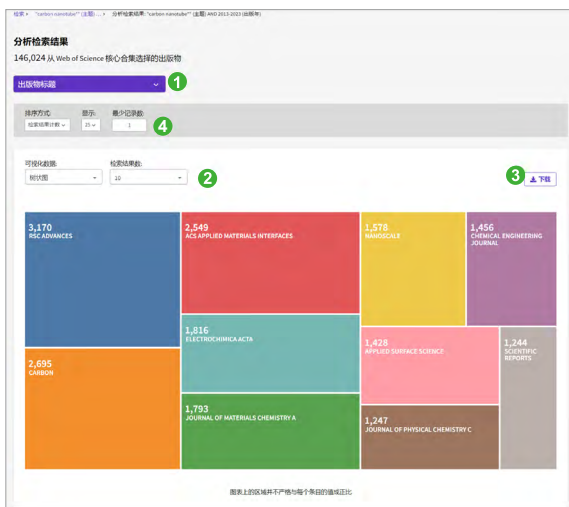 检索 > "carbon nanotube*" (主题) ... > 分析检索结果: "carbon nanotube*" (主题) AND 2013-2023 (出版年)
分析检索结果
146,024 从 Web of Science 核心合集选择的出版物
出版物标题
1
排序方式: 显示: 最少记录数:
检索结果计数 25 1
4
可视化数据: 检索结果数:
树状图 10
2
3
下载
3,170
RSC ADVANCES
2,549
ACS APPLIED MATERIALS INTERFACES
1,578
NANOSCALE
1,456
CHEMICAL ENGINEERING
JOURNAL
1,816
ELECTROCHIMICA ACTA
1,428
APPLIED SURFACE SCIENCE
1,244
SCIENTIFIC
REPORTS
2,695
CARBON
1,793
JOURNAL OF MATERIALS CHEMISTRY A
1,247
JOURNAL OF PHYSICAL CHEMISTRY C
图表上的区域并不严格与每个条目的值成正比